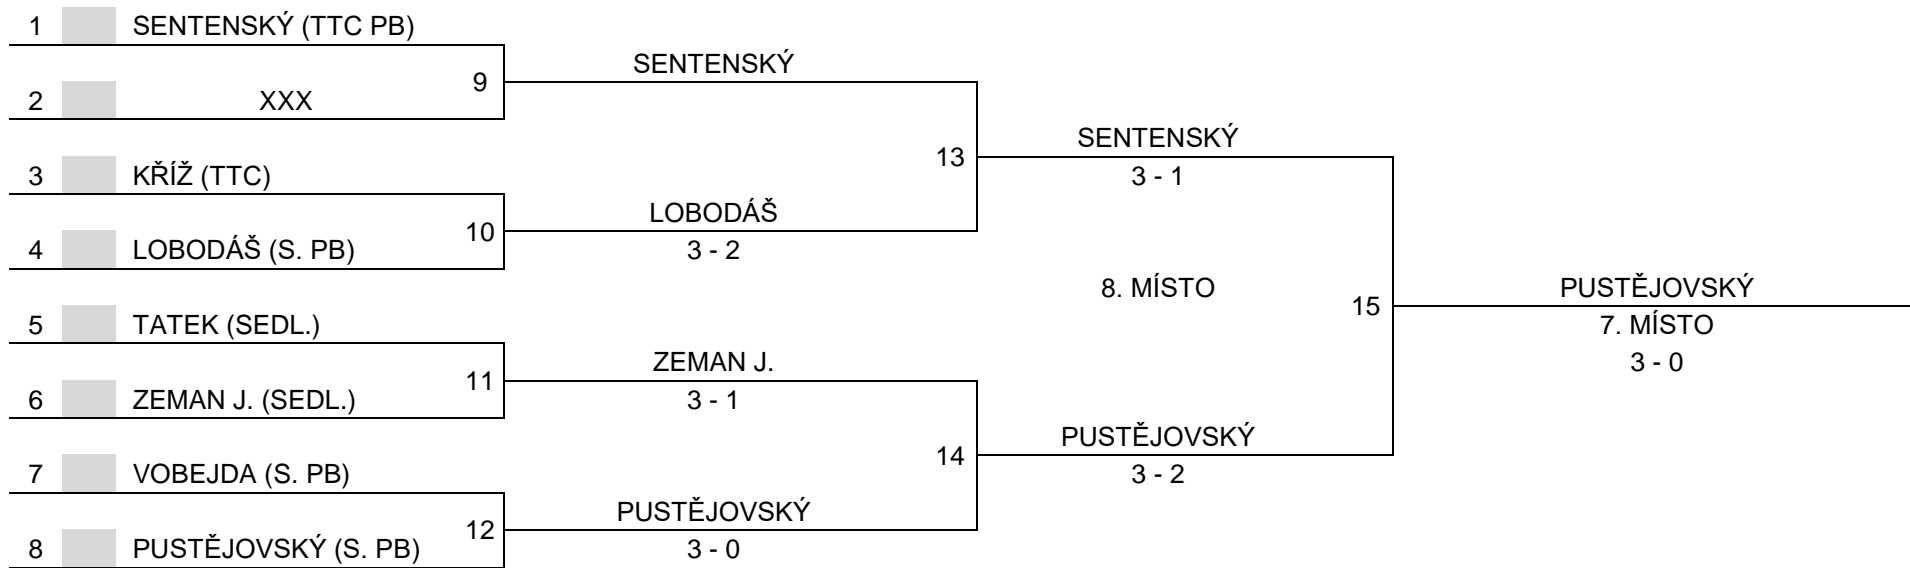 1 SENTENSKÝ (TTC PB)
SENTENSKÝ
9
2 XXX
SENTENSKÝ
13
3 KŘÍŽ (TTC)
3 - 1
LOBODÁŠ
10
4 LOBODÁŠ (S. PB)
3 - 2
8. MÍSTO
PUSTĚJOVSKÝ
15
5 TATEK (SEDL.)
7. MÍSTO
ZEMAN J.
3 - 0
11
6 ZEMAN J. (SEDL.)
3 - 1
PUSTĚJOVSKÝ
14
7 VOBEJDA (S. PB)
3 - 2
PUSTĚJOVSKÝ
12
8 PUSTĚJOVSKÝ (S. PB)
3 - 0